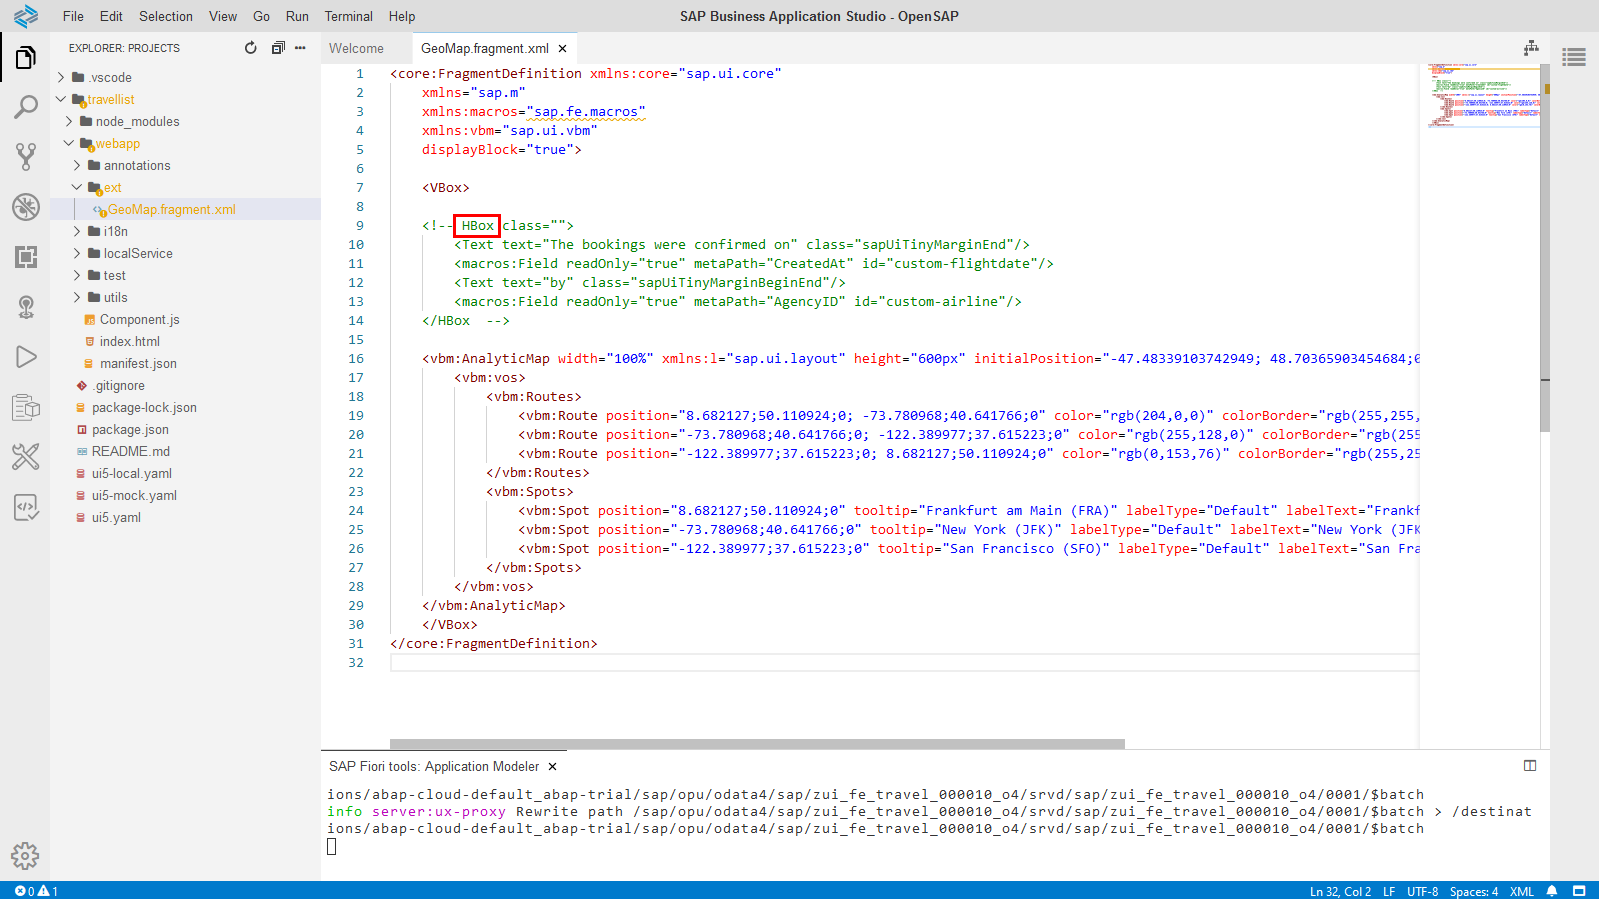 File Edit Selection View Go Run Terminal Help
SAP Business Application Studio - OpenSAP
EXPLORER: PROJECTS
.vscode
travellist
node_modules
webapp
annotations
ext
GeoMap.fragment.xml
i18n
localService
test
utils
Component.js
index.html
manifest.json
.gitignore
package-lock.json
package.json
README.md
ui5-local.yaml
ui5-mock.yaml
ui5.yaml
Welcome GeoMap.fragment.xml
1 <core:FragmentDefinition xmlns:core="sap.ui.core"
2 xmlns="sap.m"
3 xmlns:macros="sap.fe.macros"
4 xmlns:vbm="sap.ui.vbm"
5 displayBlock="true">
6
7 <VBox>
8
9 <!-- HBox class="">
10 <Text text="The bookings were confirmed on" class="sapUiTinyMarginEnd"/>
11 <macros:Field readOnly="true" metaPath="CreatedAt" id="custom-flightdate"/>
12 <Text text="by" class="sapUiTinyMarginBeginEnd"/>
13 <macros:Field readOnly="true" metaPath="AgencyID" id="custom-airline"/>
14 </HBox -->
15
16 <vbm:AnalyticMap width="100%" xmlns:l="sap.ui.layout" height="600px" initialPosition="-47.48339103742949; 48.70365903454684;0
17 <vbm:vos>
18 <vbm:Routes>
19 <vbm:Route position="8.682127;50.110924;0; -73.780968;40.641766;0" color="rgb(204,0,0)" colorBorder="rgb(255,255,
20 <vbm:Route position="-73.780968;40.641766;0; -122.389977;37.615223;0" color="rgb(255,128,0)" colorBorder="rgb(255
21 <vbm:Route position="-122.389977;37.615223;0; 8.682127;50.110924;0" color="rgb(0,153,76)" colorBorder="rgb(255,25
22 </vbm:Routes>
23 <vbm:Spots>
24 <vbm:Spot position="8.682127;50.110924;0" tooltip="Frankfurt am Main (FRA)" labelType="Default" labelText="Frankf
25 <vbm:Spot position="-73.780968;40.641766;0" tooltip="New York (JFK)" labelType="Default" labelText="New York (JFK
26 <vbm:Spot position="-122.389977;37.615223;0" tooltip="San Francisco (SFO)" labelType="Default" labelText="San Fra
27 </vbm:Spots>
28 </vbm:vos>
29 </vbm:AnalyticMap>
30 </VBox>
31 </core:FragmentDefinition>
32
SAP Fiori tools: Application Modeler
ions/abap-cloud-default_abap-trial/sap/opu/odata4/sap/zui_fe_travel_000010_o4/srvd/sap/zui_fe_travel_000010_o4/0001/$batch
info server:ux-proxy Rewrite path /sap/opu/odata4/sap/zui_fe_travel_000010_o4/srvd/sap/zui_fe_travel_000010_o4/0001/$batch > /destinat
ions/abap-cloud-default_abap-trial/sap/opu/odata4/sap/zui_fe_travel_000010_o4/srvd/sap/zui_fe_travel_000010_o4/0001/$batch
0 1 Ln 32, Col 2 LF UTF-8 Spaces: 4 XML